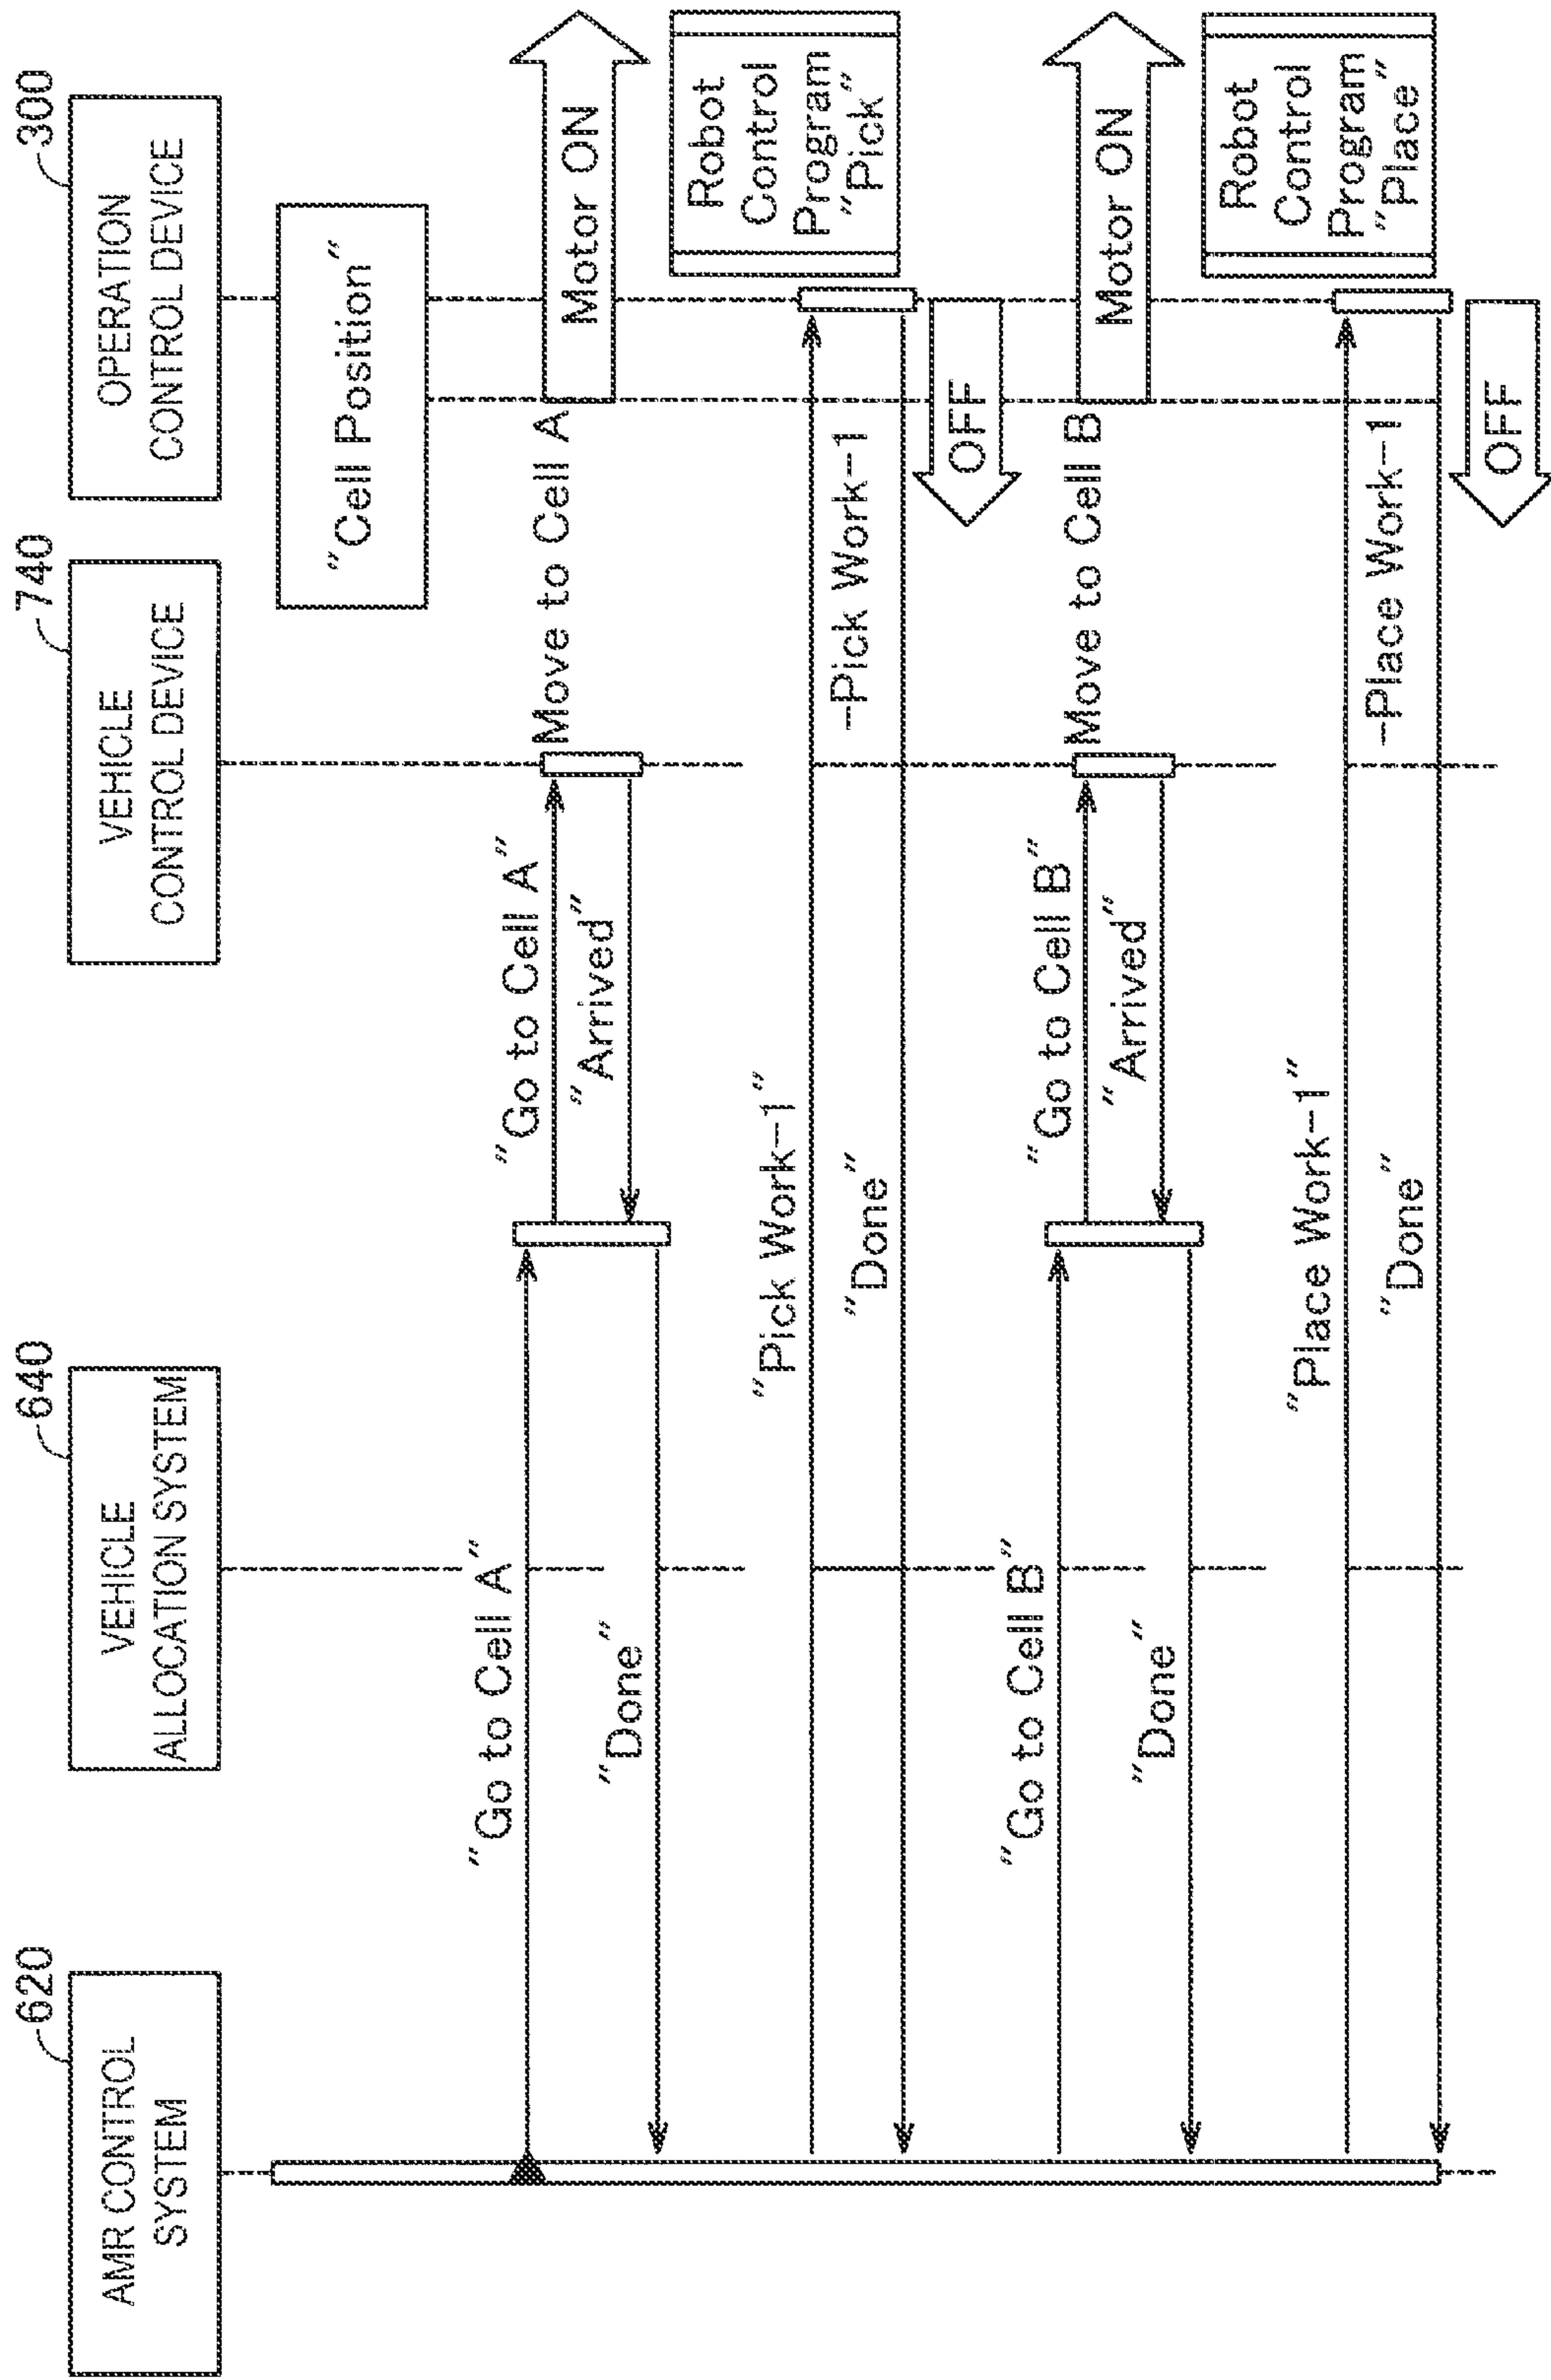 620
AMR CONTROL
SYSTEM
640
VEHICLE
ALLOCATION SYSTEM
740
VEHICLE
CONTROL DEVICE
300
OPERATION
CONTROL DEVICE
"Cell Position"
"Go to Cell A"
"Go to Cell A"
Move to Cell A
Motor ON
"Arrived"
"Done"
"Pick Work-1"
-Pick Work-1
Robot
Control
Program
"Pick"
"Done"
OFF
"Go to Cell B"
"Go to Cell B"
Move to Cell B
Motor ON
"Arrived"
"Done"
"Place Work-1"
-Place Work-1
Robot
Control
Program
"Place"
"Done"
OFF